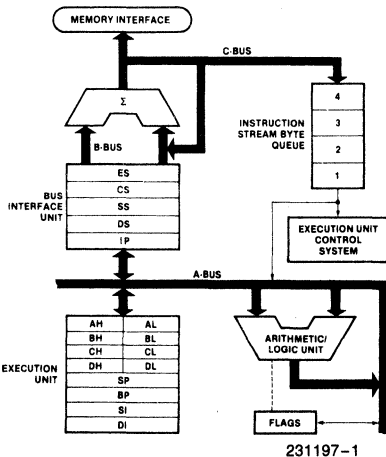 MEMORY INTERFACE
C-BUS
Σ
B-BUS
INSTRUCTION
STREAM BYTE
QUEUE
4
3
2
1
BUS
INTERFACE
UNIT
ES
CS
SS
DS
IP
EXECUTION UNIT
CONTROL
SYSTEM
A-BUS
EXECUTION
UNIT
AH AL
BH BL
CH CL
DH DL
SP
BP
SI
DI
ARITHMETIC/
LOGIC UNIT
FLAGS
231197-1